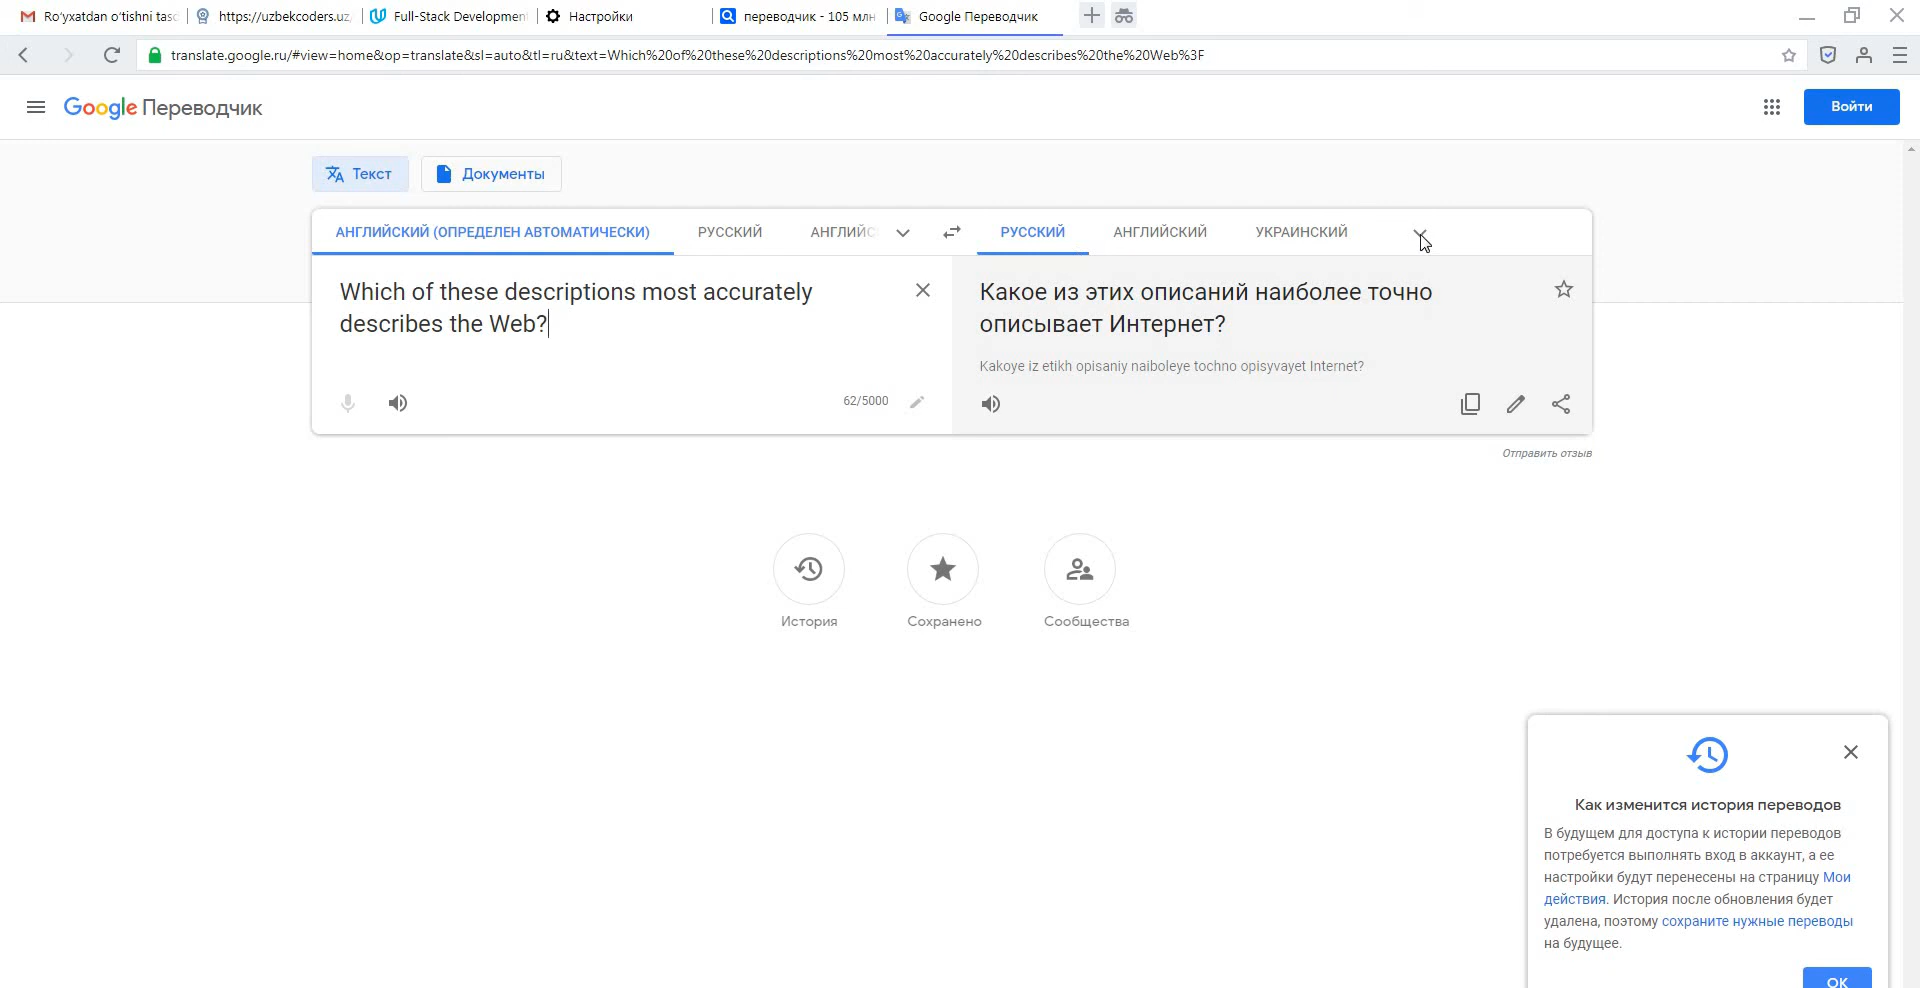 Ro'yxatdan o'tishni tasd
https://uzbekcoders.uz/
Full-Stack Development
Настройки
переводчик - 105 млн
Google Переводчик
translate.google.ru/#view=home&op=translate&sl=auto&tl=ru&text=Which%20of%20these%20descriptions%20most%20accurately%20describes%20the%20Web%3F
Google Переводчик
Войти
Текст
Документы
АНГЛИЙСКИЙ (ОПРЕДЕЛЕН АВТОМАТИЧЕСКИ)
РУССКИЙ
АНГЛИЙС
РУССКИЙ
АНГЛИЙСКИЙ
УКРАИНСКИЙ
Which of these descriptions most accurately
describes the Web?
62/5000
Какое из этих описаний наиболее точно
описывает Интернет?
Kakoye iz etikh opisaniy naiboleye tochno opisyvayet Internet?
Отправить отзыв
История
Сохранено
Сообщества
Как изменится история переводов
В будущем для доступа к истории переводов
потребуется выполнять вход в аккаунт, а ее
настройки будут перенесены на страницу Мои
действия. История после обновления будет
удалена, поэтому сохраните нужные переводы
на будущее.
ОК